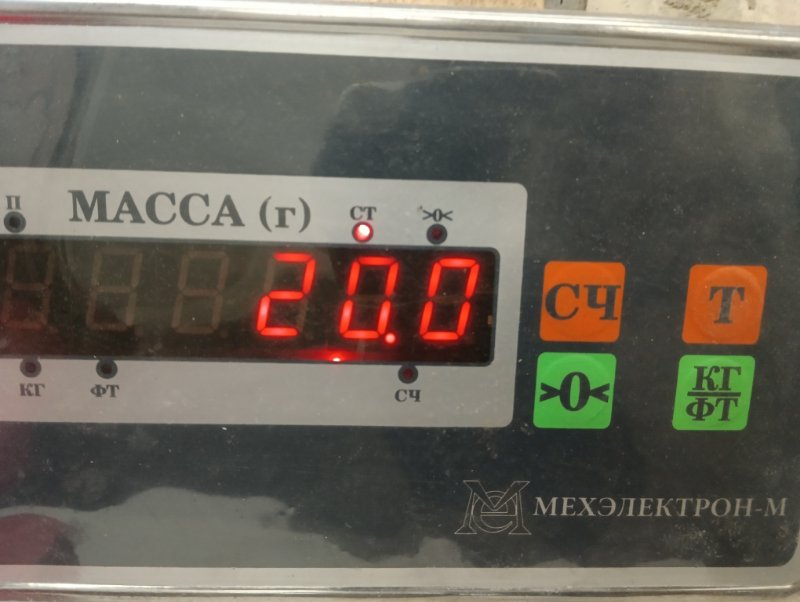 П
МАССА (г)
СТ
>0<
20.0
КГ
ФТ
СЧ
СЧ
Т
>0<
КГ
ФТ
МЕХЭЛЕКТРОН-М